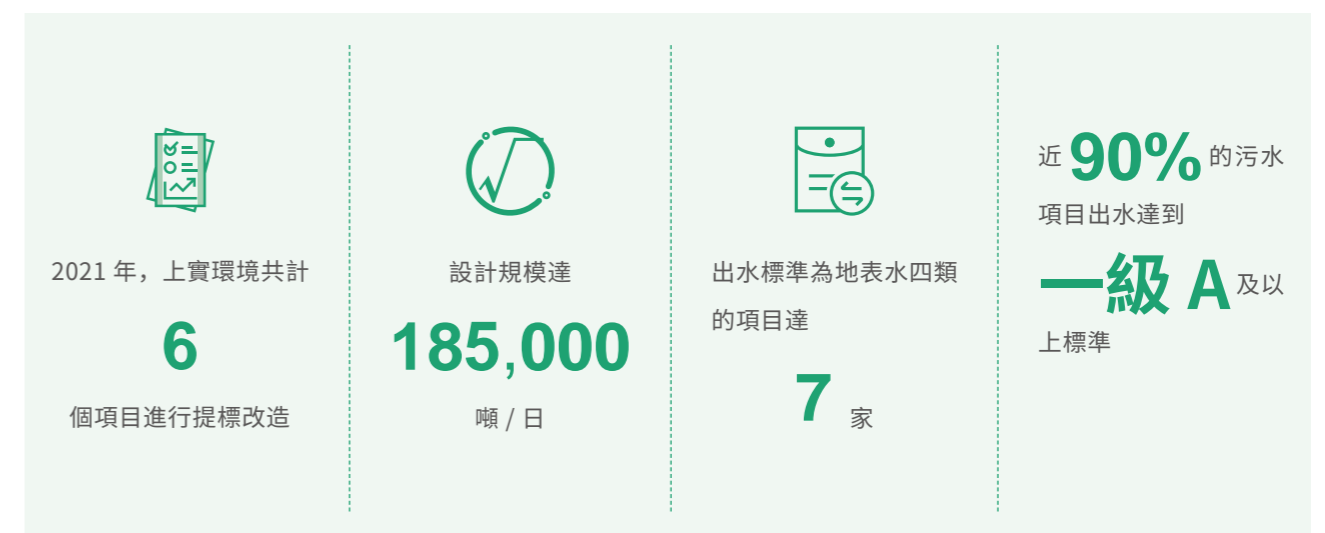 2021 年，上實環境共計
6
個項目進行提標改造
設計規模達
185,000
噸 / 日
出水標準為地表水四類
的項目達
7 家
近 90% 的污水
項目出水達到
一級 A 及以
上標準